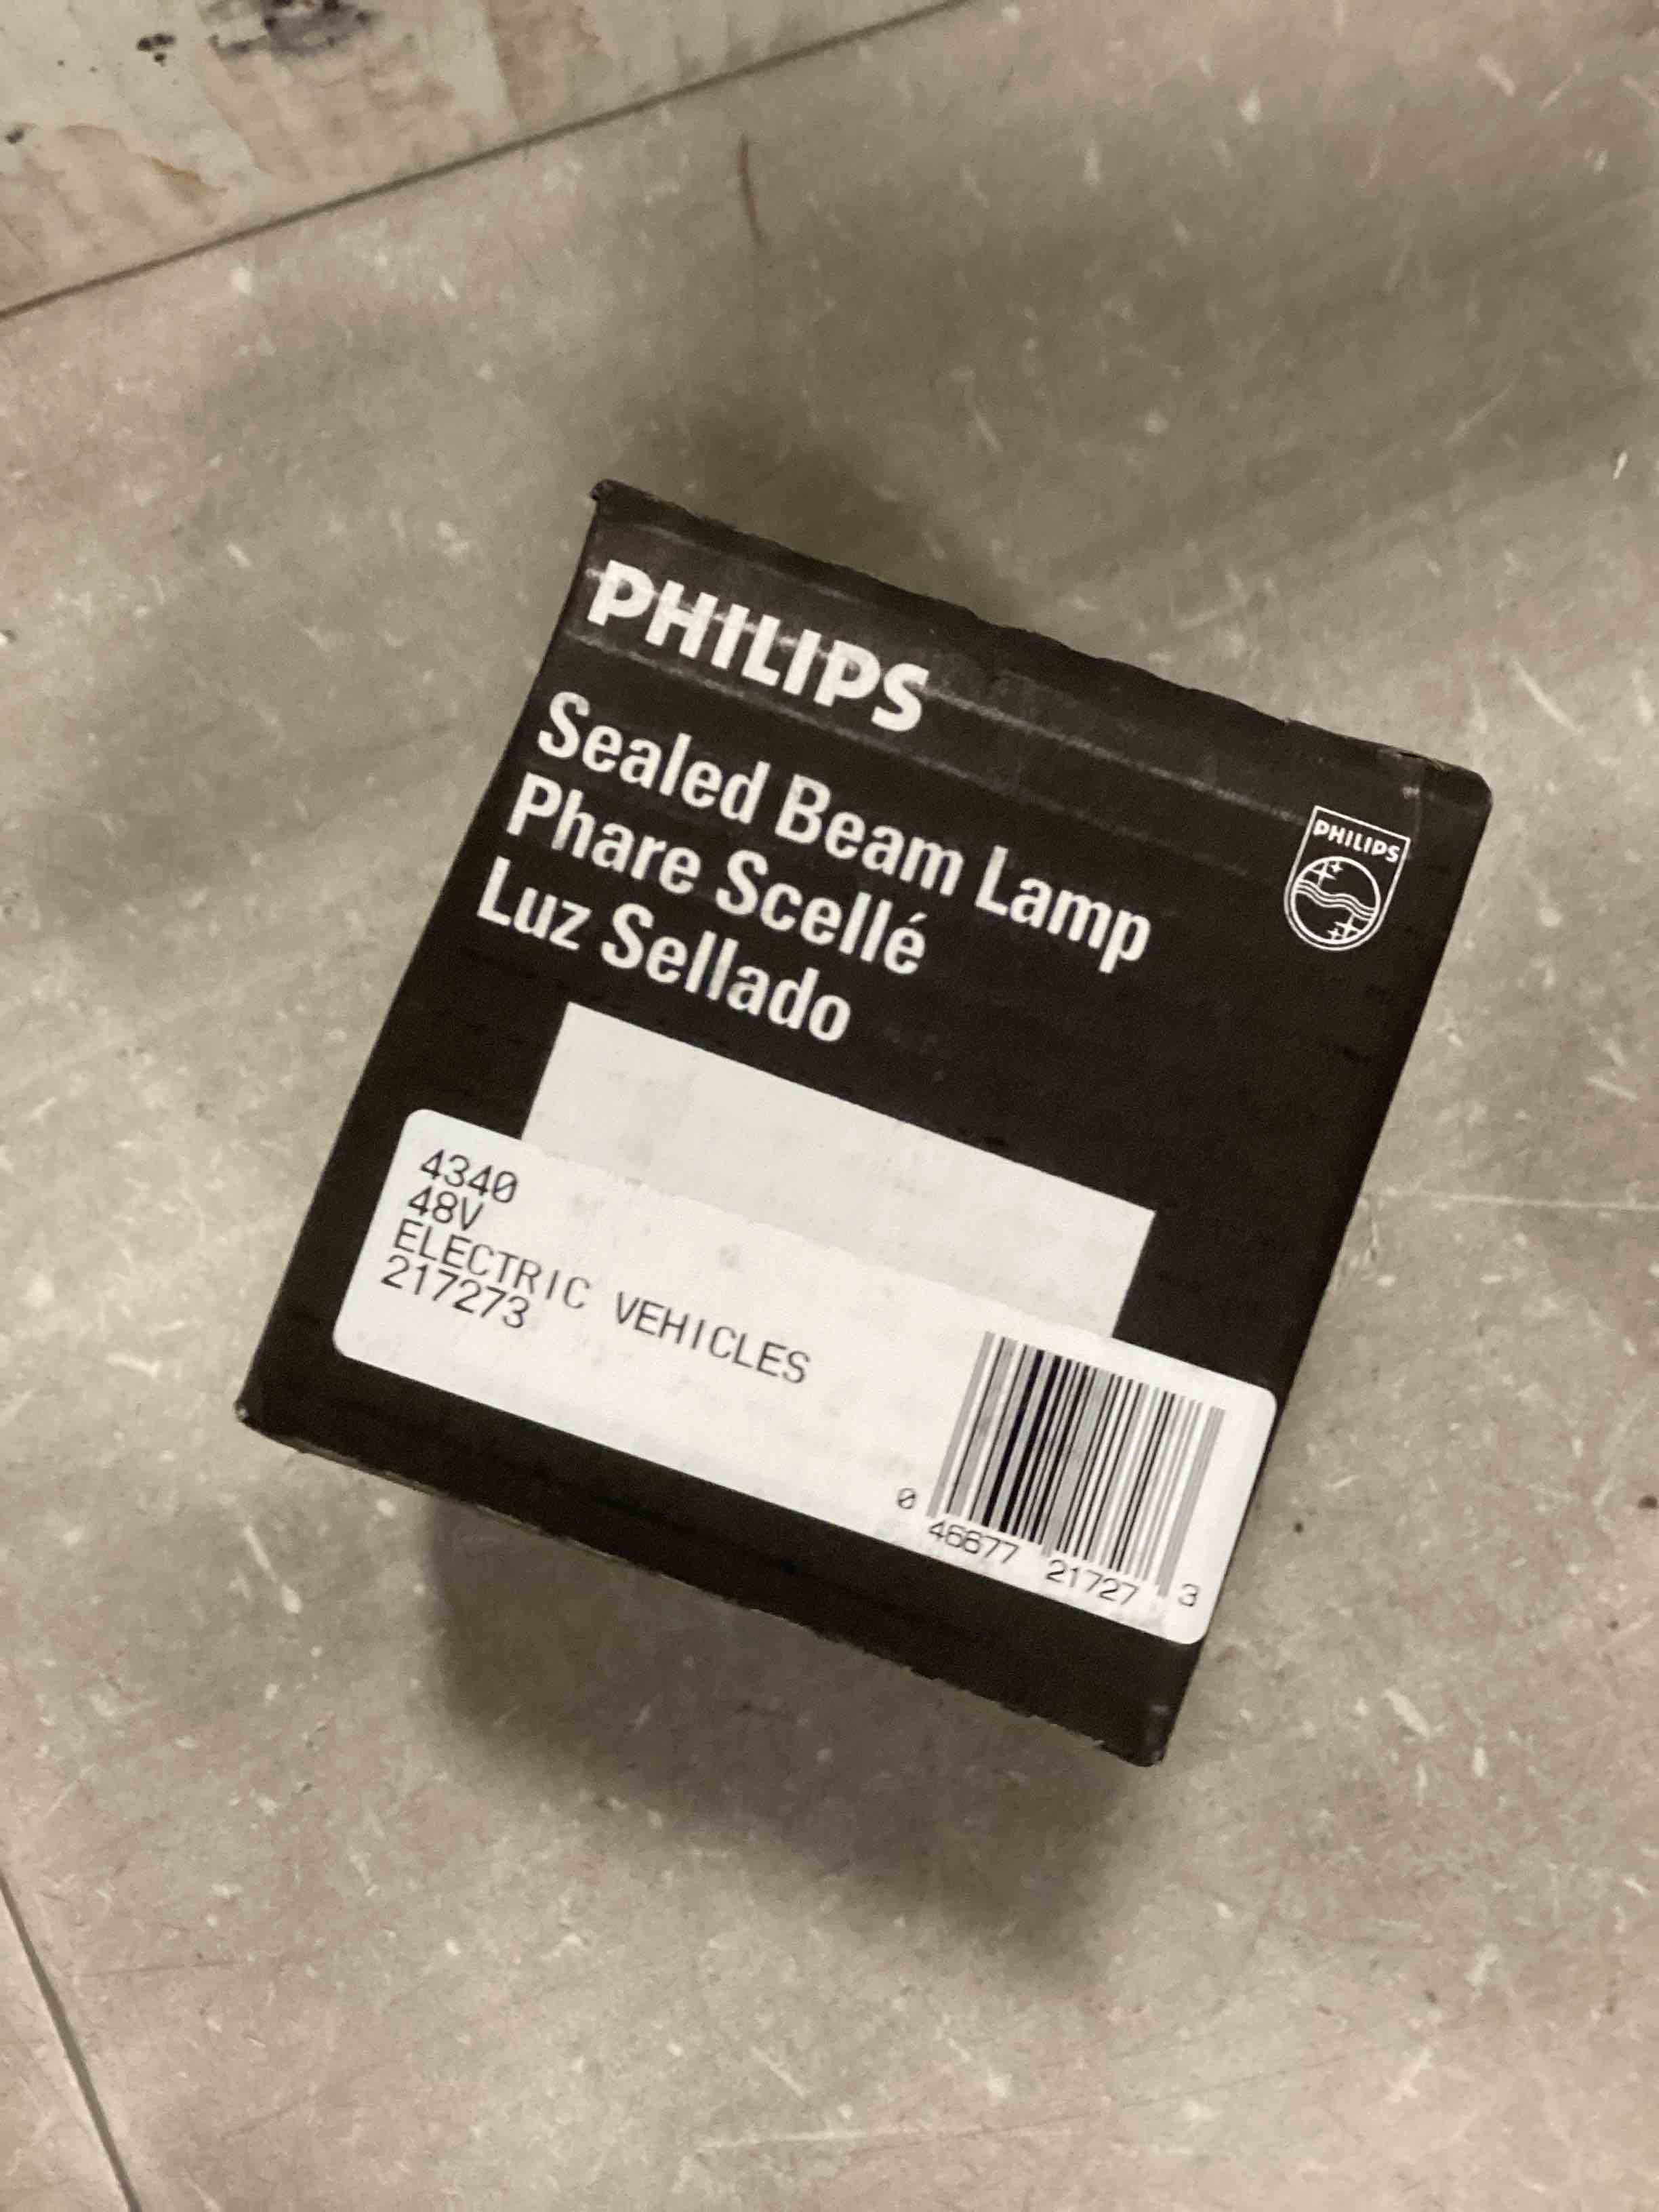 PHILIPS
Sealed Beam Lamp
Phare Scellé
Luz Sellado
PHILIPS
4340
48V
ELECTRIC VEHICLES
217273
0 46677 21727 3